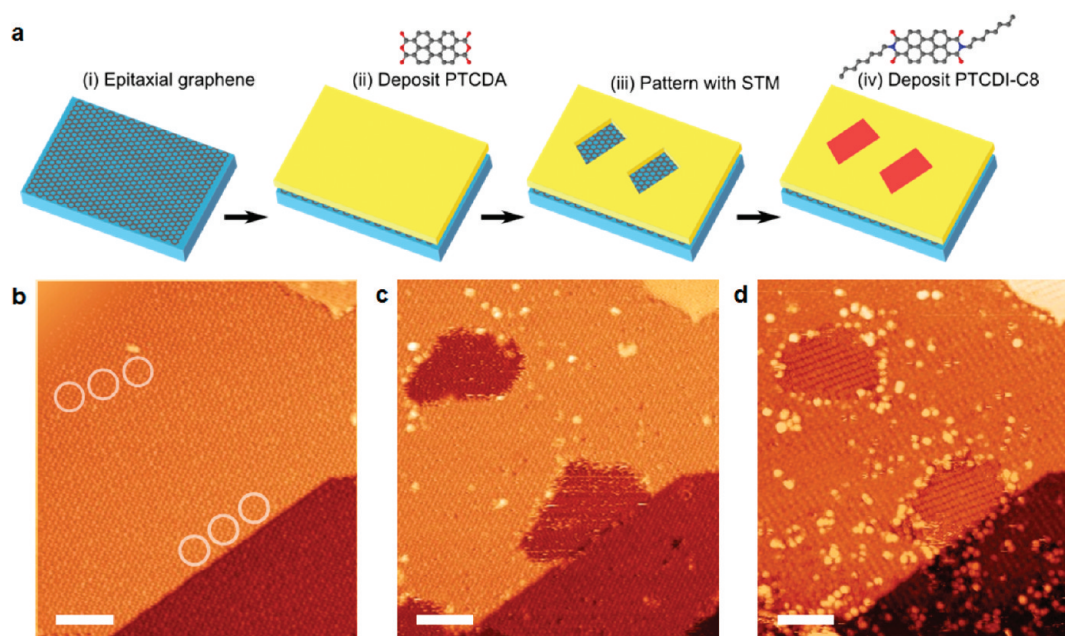 a
(i) Epitaxial graphene
(ii) Deposit PTCDA
(iii) Pattern with STM
(iv) Deposit PTCDI-C8
b
c
d